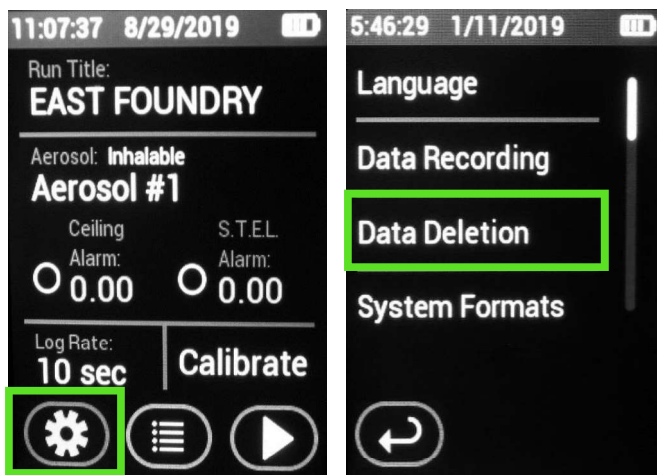 11:07:37 8/29/2019
Run Title:
EAST FOUNDRY
Aerosol: Inhalable
Aerosol #1
Ceiling
Alarm:
0.00
S.T.E.L.
Alarm:
0.00
Log Rate:
10 sec
Calibrate
5:46:29 1/11/2019
Language
Data Recording
Data Deletion
System Formats